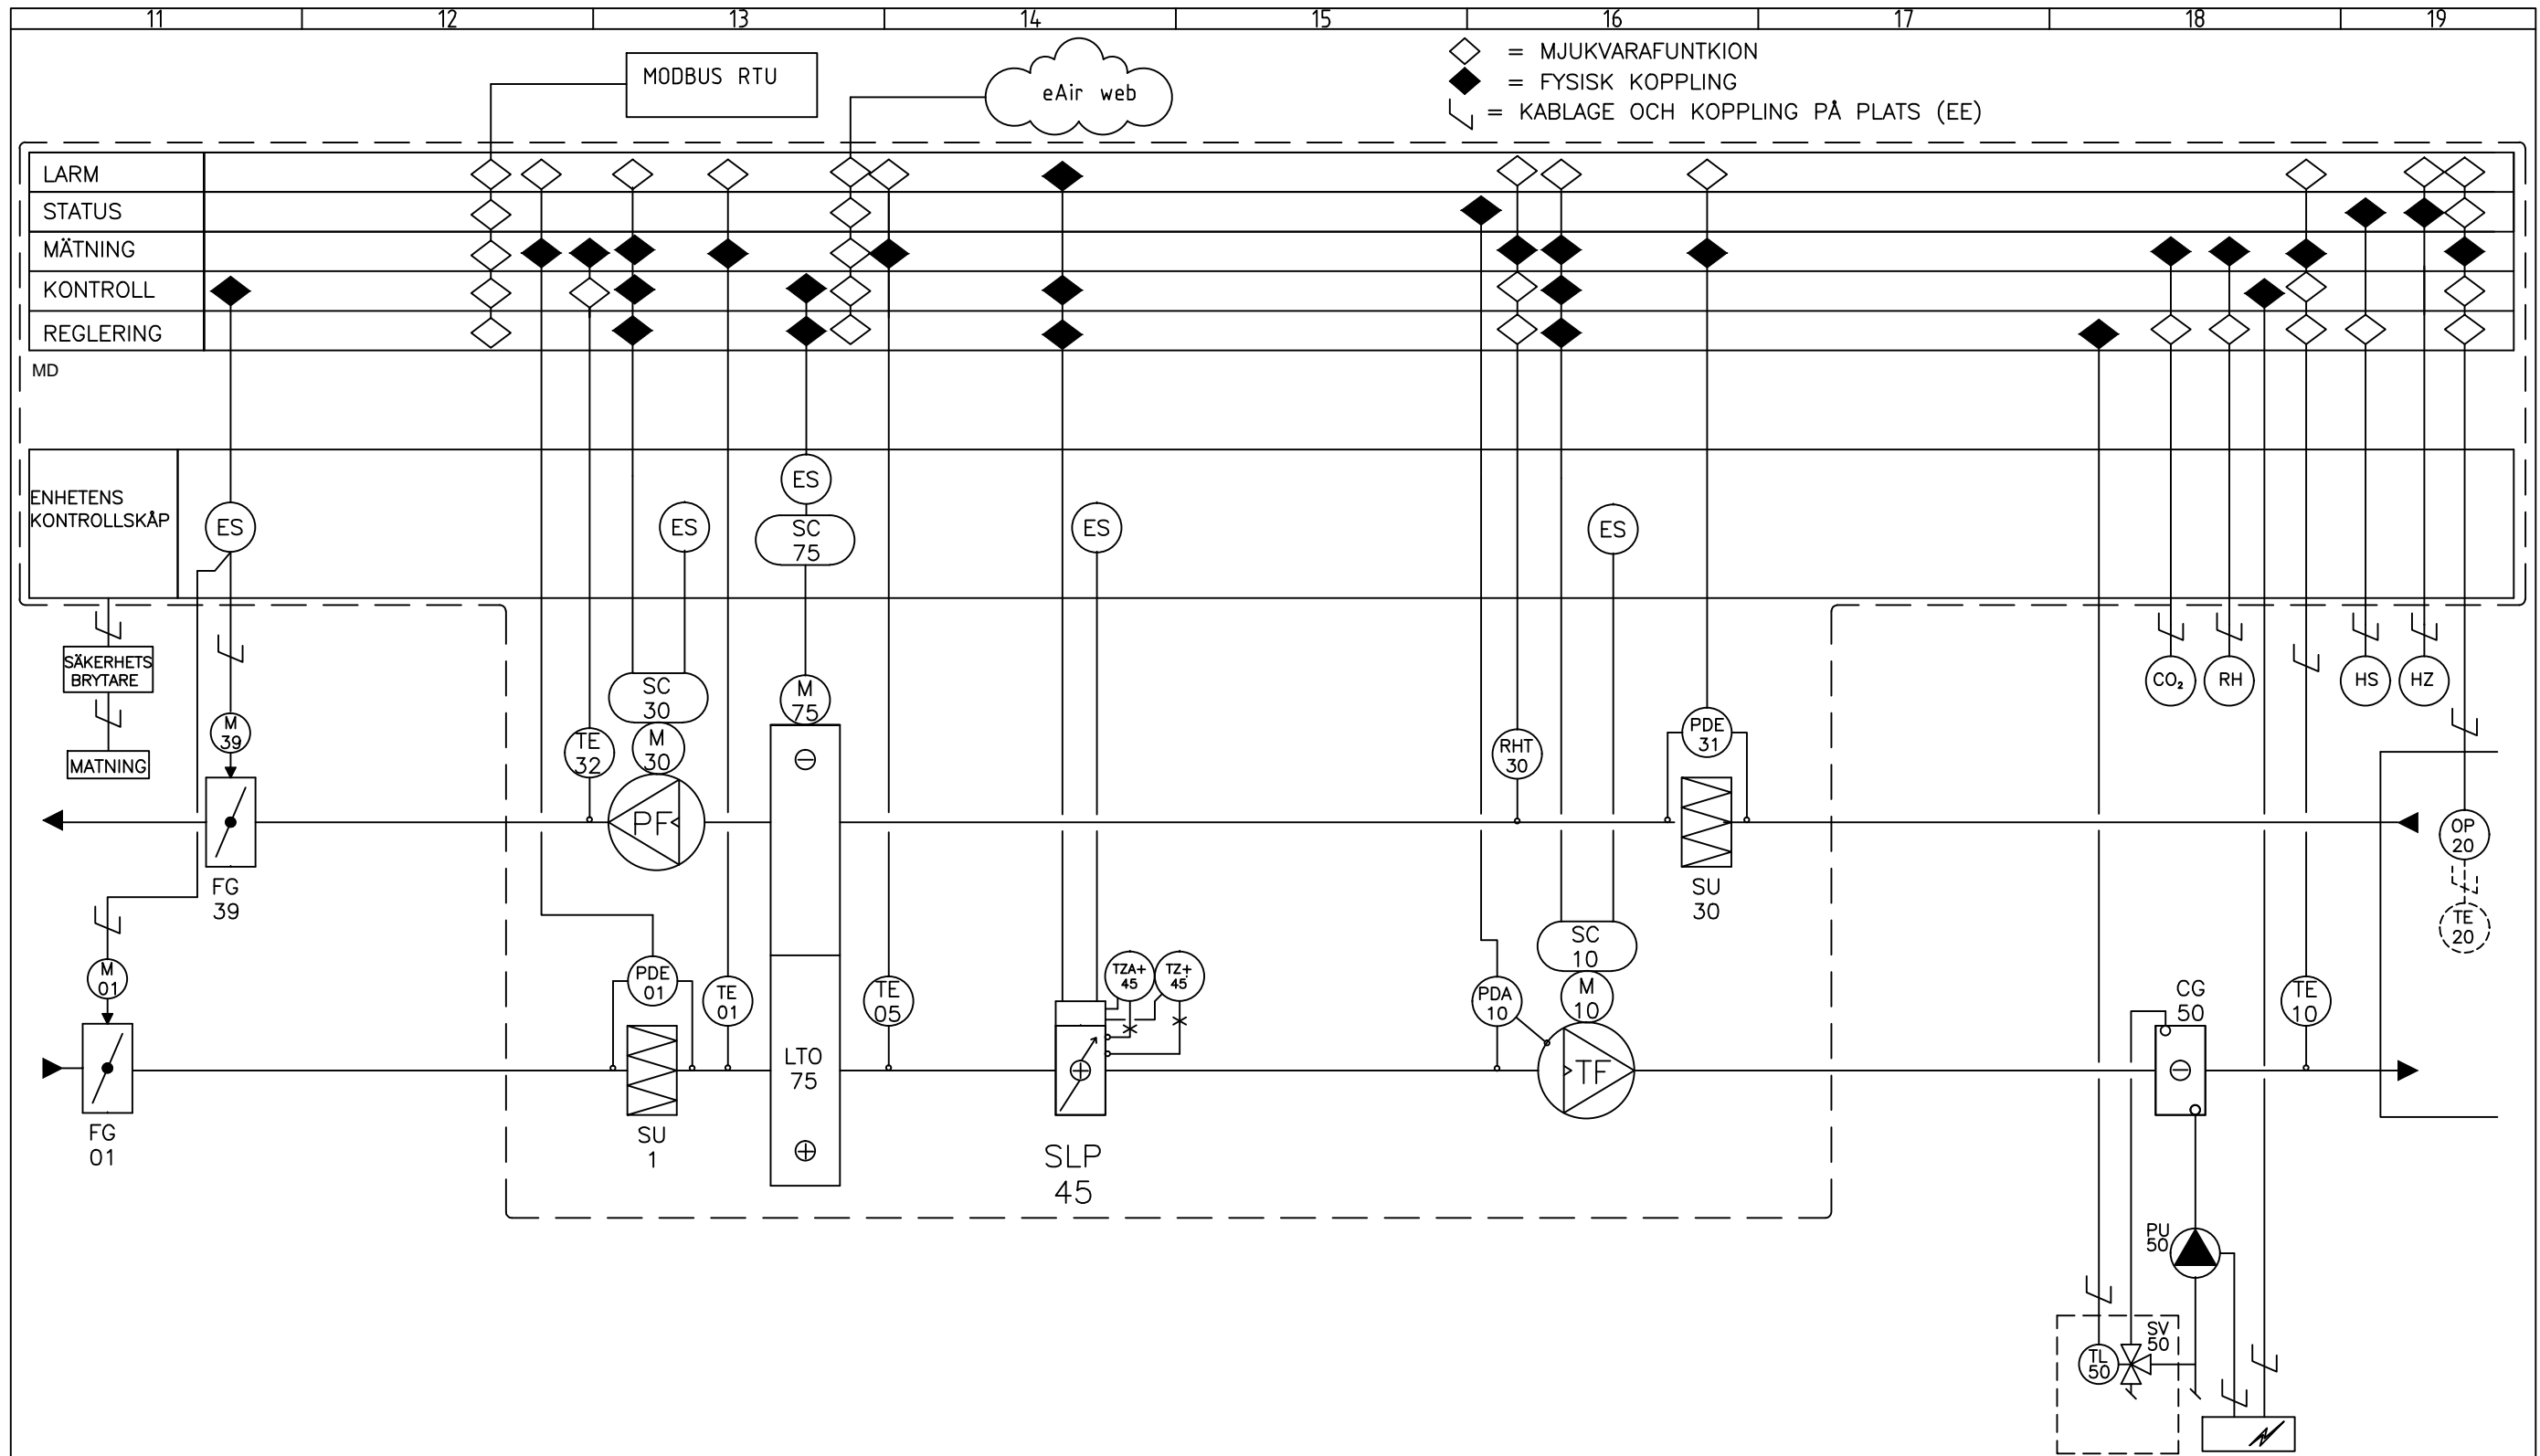 11 12 13 14 15 16 17 18 19
MODBUS RTU
eAir web
= MJUKVARAFUNTKION
= FYSISK KOPPLING
= KABLAGE OCH KOPPLING PÅ PLATS (EE)
LARM
STATUS
MÄTNING
KONTROLL
REGLERING
MD
ENHETENS
KONTROLLSKÅP
ES
ES
ES
SC
75
ES
ES
SÄKERHETS
BRYTARE
MATNING
M
39
FG
39
M
01
FG
01
TE
32
SC
30
M
30
PF
M
75
PDE
01
SU
1
TE
01
LTO
75
TE
05
TZA+
45
TZ+
45
SLP
45
RHT
30
PDE
31
SU
30
PDA
10
SC
10
M
10
TF
CO₂
RH
HS
HZ
OP
20
TE
20
CG
50
TE
10
PU
50
SV
50
TL
50